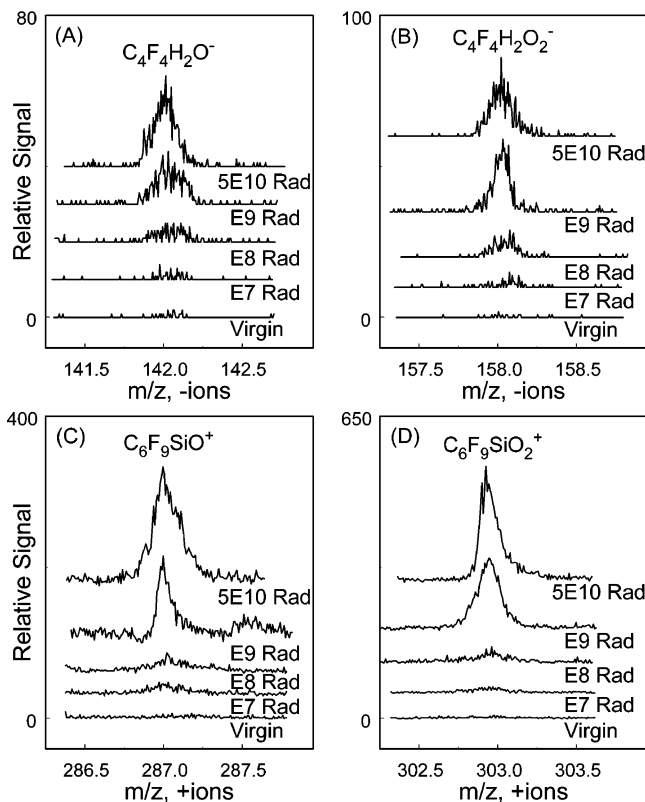 80
(A)
C₄F₄H₂O⁻
5E10 Rad
E9 Rad
E8 Rad
E7 Rad
Virgin
0
Relative Signal
141.5 142.0 142.5
m/z, -ions
100
(B)
C₄F₄H₂O₂⁻
5E10 Rad
E9 Rad
E8 Rad
E7 Rad
Virgin
0
157.5 158.0 158.5
m/z, -ions
400
(C)
C₆F₉SiO⁺
5E10 Rad
E9 Rad
E8 Rad
E7 Rad
Virgin
0
Relative Signal
286.5 287.0 287.5
m/z, +ions
650
(D)
C₆F₉SiO₂⁺
5E10 Rad
E9 Rad
E8 Rad
E7 Rad
Virgin
0
302.5 303.0 303.5
m/z, +ions